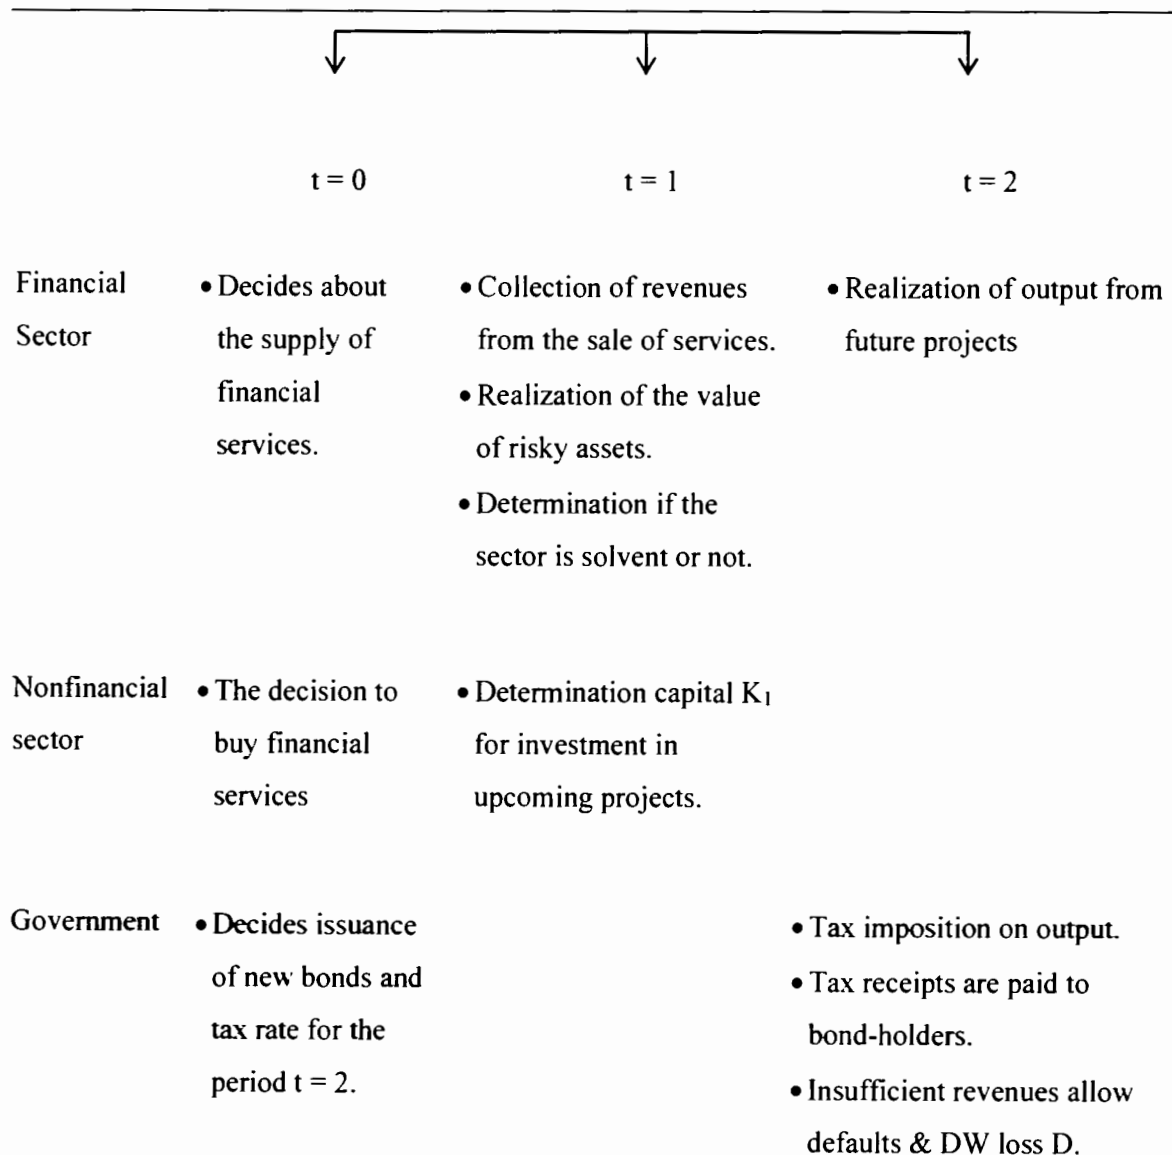 t = 0 t = 1 t = 2
Financial
Sector
• Decides about
the supply of
financial
services.
• Collection of revenues
from the sale of services.
• Realization of the value
of risky assets.
• Determination if the
sector is solvent or not.
• Realization of output from
future projects
Nonfinancial
sector
• The decision to
buy financial
services
• Determination capital K1
for investment in
upcoming projects.
Government
• Decides issuance
of new bonds and
tax rate for the
period t = 2.
• Tax imposition on output.
• Tax receipts are paid to
bond-holders.
• Insufficient revenues allow
defaults & DW loss D.